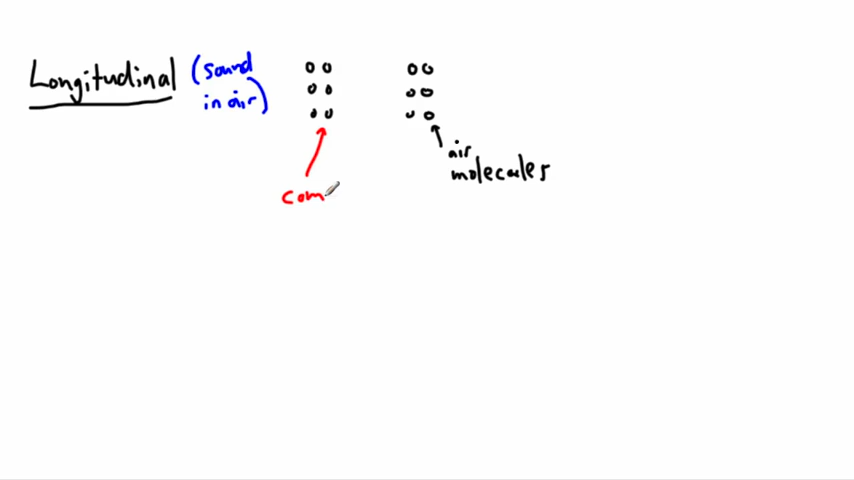 Longitudinal (sound
in air)
air
molecules
com